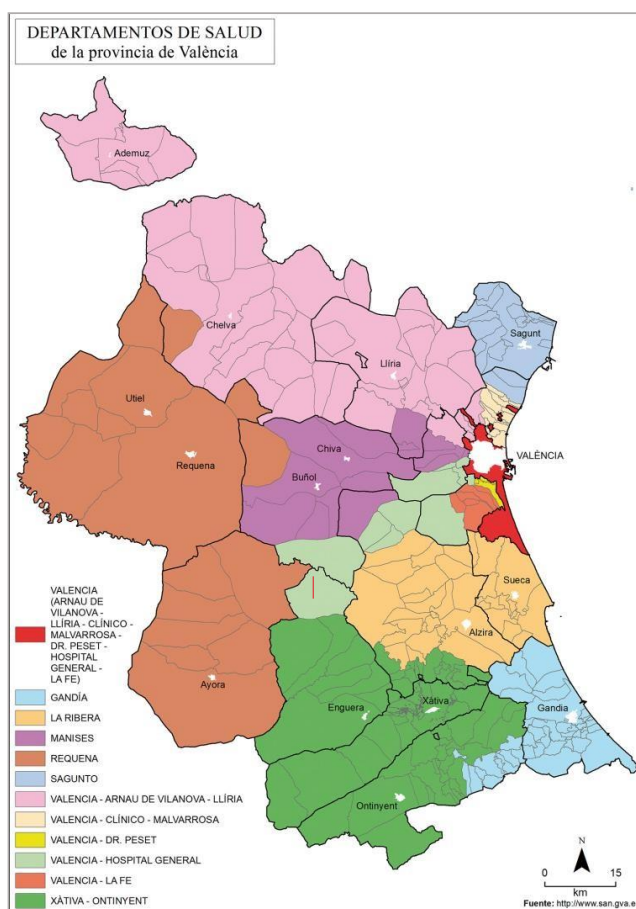 DEPARTAMENTOS DE SALUD
de la provincia de València
Ademuz
Chelva
Sagunt
Llíria
Utiel
Requena
Chiva
Buñol
VALÈNCIA
Sueca
Alzira
Ayora
Enguera
Xàtiva
Gandia
Ontinyent
VALENCIA
(ARNAU DE
VILANOVA -
LLÍRIA - CLÍNICO -
MALVARROSA -
DR. PESET -
HOSPITAL
GENERAL -
LA FE)
GANDÍA
LA RIBERA
MANISES
REQUENA
SAGUNTO
VALENCIA - ARNAU DE VILANOVA - LLÍRIA
VALENCIA - CLÍNICO - MALVARROSA
VALENCIA - DR. PESET
VALENCIA - HOSPITAL GENERAL
VALENCIA - LA FE
XÀTIVA - ONTINYENT
N
0 15
km
Fuente: http://www.san.gva.e